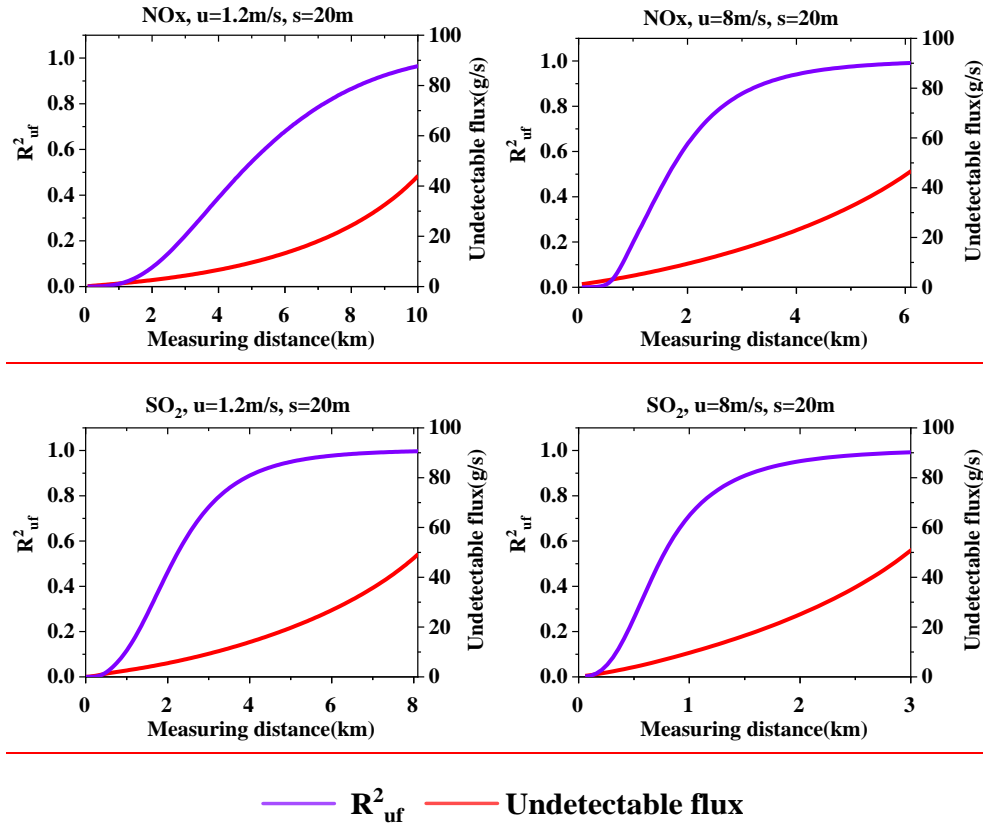 NOx, u=1.2m/s, s=20m
R²uf
1.0
0.8
0.6
0.4
0.2
0.0
100
80
60
40
20
0
Undetectable flux(g/s)
0 2 4 6 8 10
Measuring distance(km)
NOx, u=8m/s, s=20m
R²uf
1.0
0.8
0.6
0.4
0.2
0.0
100
80
60
40
20
0
Undetectable flux(g/s)
0 2 4 6
Measuring distance(km)
SO₂, u=1.2m/s, s=20m
R²uf
1.0
0.8
0.6
0.4
0.2
0.0
100
80
60
40
20
0
Undetectable flux(g/s)
0 2 4 6 8
Measuring distance(km)
SO₂, u=8m/s, s=20m
R²uf
1.0
0.8
0.6
0.4
0.2
0.0
100
80
60
40
20
0
Undetectable flux(g/s)
0 1 2 3
Measuring distance(km)
R²uf Undetectable flux